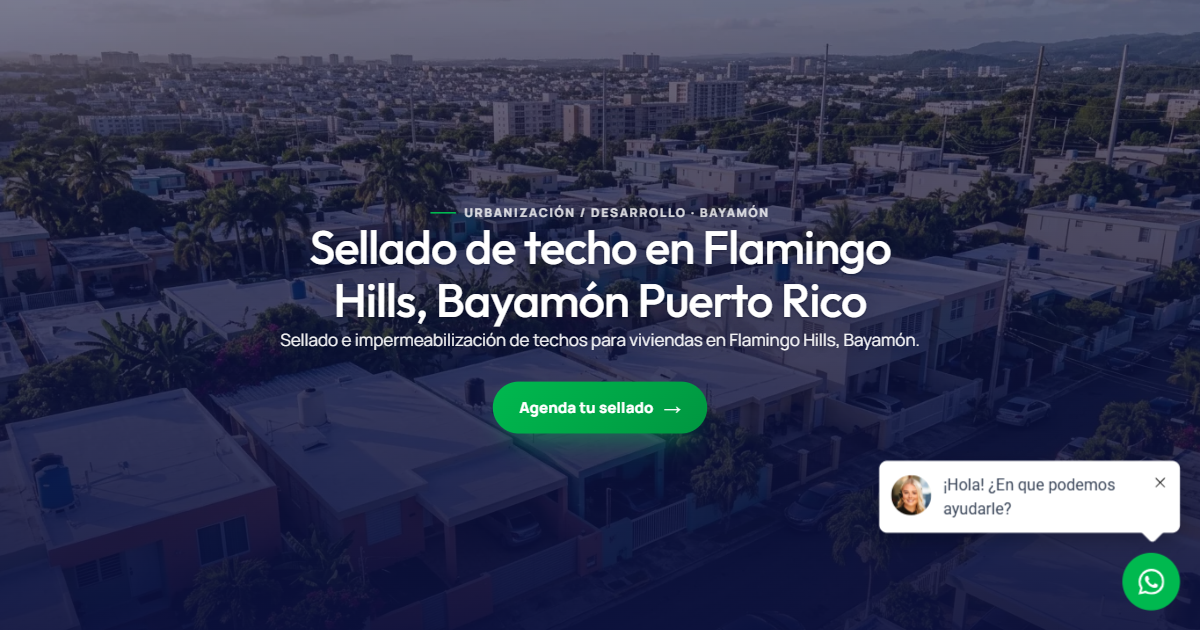 URBANIZACIÓN / DESARROLLO · BAYAMÓN
Sellado de techo en Flamingo
Hills, Bayamón Puerto Rico
Sellado e impermeabilización de techos para viviendas en Flamingo Hills, Bayamón.
Agenda tu sellado →
¡Hola! ¿En que podemos
ayudarle?